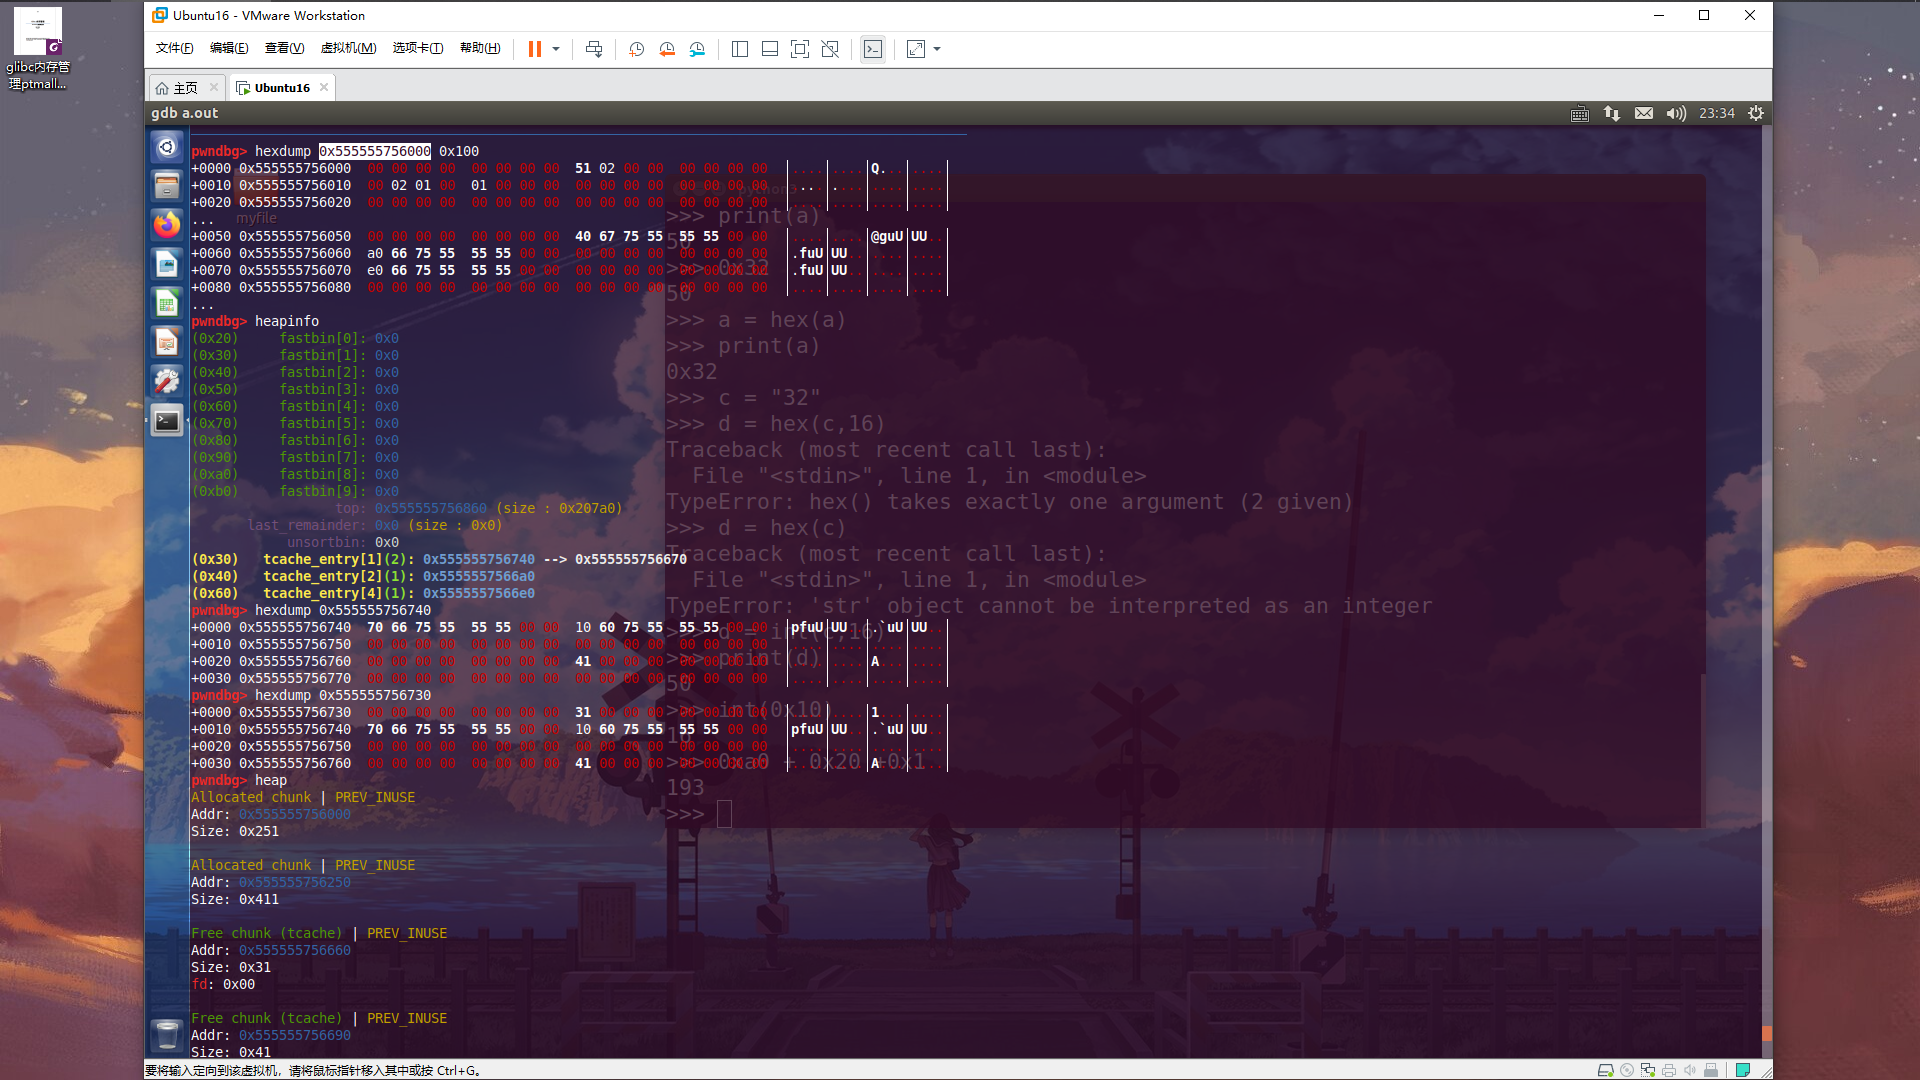 glibc内存管
理ptmall...
Ubuntu16 - VMware Workstation
文件(F) 编辑(E) 查看(V) 虚拟机(M) 选项卡(T) 帮助(H)
主页 Ubuntu16
gdb a.out 23:34
pwndbg> hexdump 0x555555756000 0x100
+0000 0x555555756000 00 00 00 00 00 00 00 00 51 02 00 00 00 00 00 00 |....|....|Q...|....|
+0010 0x555555756010 00 02 01 00 01 00 00 00 00 00 00 00 00 00 00 00 |....|....|....|....|
+0020 0x555555756020 00 00 00 00 00 00 00 00 00 00 00 00 00 00 00 00 |....|....|....|....|
... myfile
+0050 0x555555756050 00 00 00 00 00 00 00 00 40 67 75 55 55 55 00 00 |....|....|@guU|UU..|
+0060 0x555555756060 a0 66 75 55 55 55 00 00 00 00 00 00 00 00 00 00 |.fuU|UU..|....|....|
+0070 0x555555756070 e0 66 75 55 55 55 00 00 00 00 00 00 00 00 00 00 |.fuU|UU..|....|....|
+0080 0x555555756080 00 00 00 00 00 00 00 00 00 00 00 00 00 00 00 00 |....|....|....|....|
...
pwndbg> heapinfo
(0x20) fastbin[0]: 0x0
(0x30) fastbin[1]: 0x0
(0x40) fastbin[2]: 0x0
(0x50) fastbin[3]: 0x0
(0x60) fastbin[4]: 0x0
(0x70) fastbin[5]: 0x0
(0x80) fastbin[6]: 0x0
(0x90) fastbin[7]: 0x0
(0xa0) fastbin[8]: 0x0
(0xb0) fastbin[9]: 0x0
top: 0x555555756860 (size : 0x207a0)
last_remainder: 0x0 (size : 0x0)
unsortbin: 0x0
(0x30) tcache_entry[1](2): 0x555555756740 --> 0x555555756670
(0x40) tcache_entry[2](1): 0x5555557566a0
(0x60) tcache_entry[4](1): 0x5555557566e0
pwndbg> hexdump 0x555555756740
+0000 0x555555756740 70 66 75 55 55 55 00 00 10 60 75 55 55 55 00 00 |pfuU|UU..|.`uU|UU..|
+0010 0x555555756750 00 00 00 00 00 00 00 00 00 00 00 00 00 00 00 00 |....|....|....|....|
+0020 0x555555756760 00 00 00 00 00 00 00 00 41 00 00 00 00 00 00 00 |....|....|A...|....|
+0030 0x555555756770 00 00 00 00 00 00 00 00 00 00 00 00 00 00 00 00 |....|....|....|....|
pwndbg> hexdump 0x555555756730
+0000 0x555555756730 00 00 00 00 00 00 00 00 31 00 00 00 00 00 00 00 |....|....|1...|....|
+0010 0x555555756740 70 66 75 55 55 55 00 00 10 60 75 55 55 55 00 00 |pfuU|UU..|.`uU|UU..|
+0020 0x555555756750 00 00 00 00 00 00 00 00 00 00 00 00 00 00 00 00 |....|....|....|....|
+0030 0x555555756760 00 00 00 00 00 00 00 00 41 00 00 00 00 00 00 00 |....|....|A...|....|
pwndbg> heap
Allocated chunk | PREV_INUSE
Addr: 0x555555756000
Size: 0x251
Allocated chunk | PREV_INUSE
Addr: 0x555555756250
Size: 0x411
Free chunk (tcache) | PREV_INUSE
Addr: 0x555555756660
Size: 0x31
fd: 0x00
Free chunk (tcache) | PREV_INUSE
Addr: 0x555555756690
Size: 0x41
python3
>>> print(a)
50
>>> 0x32
50
>>> a = hex(a)
>>> print(a)
0x32
>>> c = "32"
>>> d = hex(c,16)
Traceback (most recent call last):
File "<stdin>", line 1, in <module>
TypeError: hex() takes exactly one argument (2 given)
>>> d = hex(c)
Traceback (most recent call last):
File "<stdin>", line 1, in <module>
TypeError: 'str' object cannot be interpreted as an integer
>>> d = int(c,16)
>>> print(d)
50
>>> int(0x10)
16
>>> 0xa0 + 0x20 +0x1
193
>>>
要将输入定向到该虚拟机，请将鼠标指针移入其中或按 Ctrl+G。